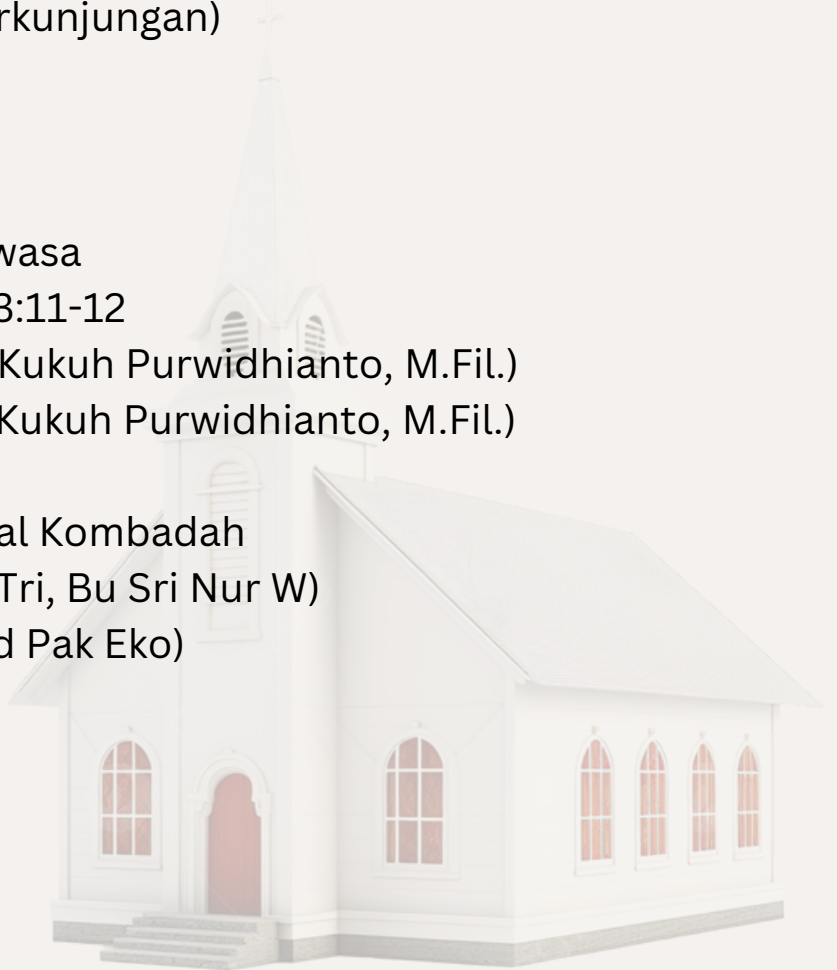 rkunjungan)
wasa
3:11-12
Kukuh Purwidhianto, M.Fil.)
Kukuh Purwidhianto, M.Fil.)
al Kombadah
Tri, Bu Sri Nur W)
d Pak Eko)